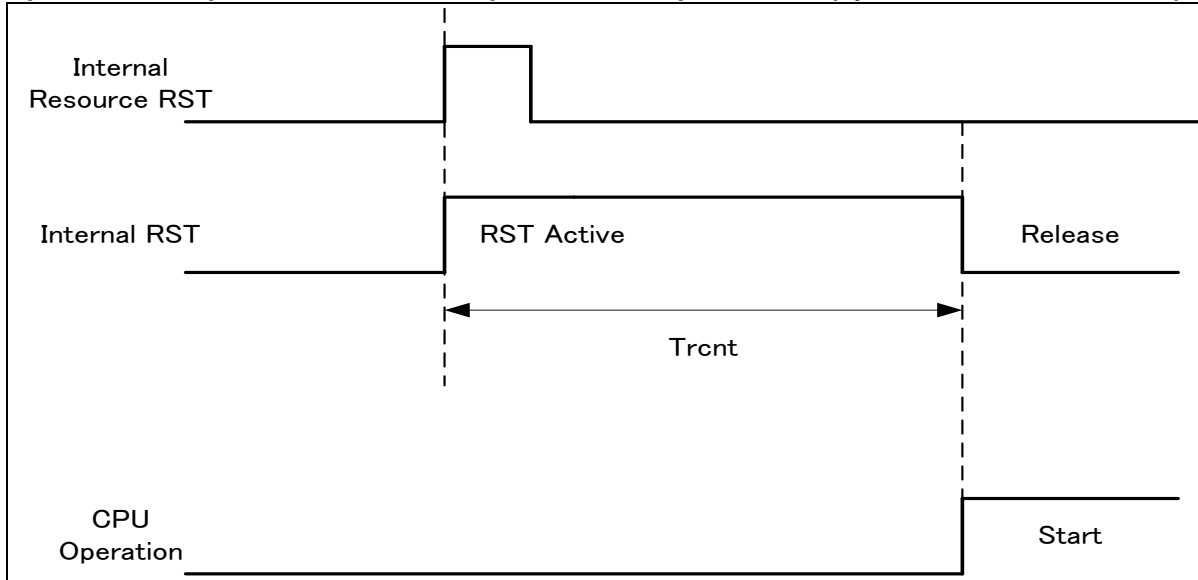 Internal
Resource RST
Internal RST
RST Active
Release
Trcnt
CPU
Operation
Start